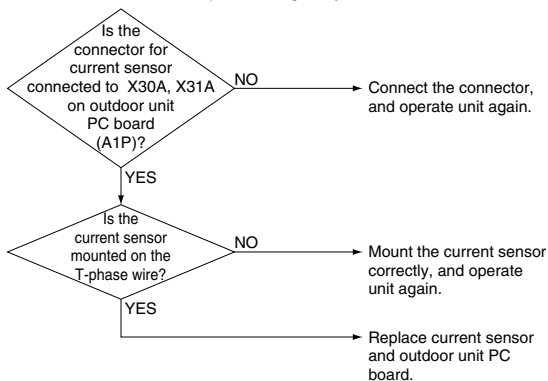 Is
the
connector for
current sensor
connected to X30A, X31A
on outdoor unit
PC board
(A1P)?
NO
Connect the connector,
and operate unit again.
YES
Is the
current sensor
mounted on the
T-phase wire?
NO
Mount the current sensor
correctly, and operate
unit again.
YES
Replace current sensor
and outdoor unit PC
board.